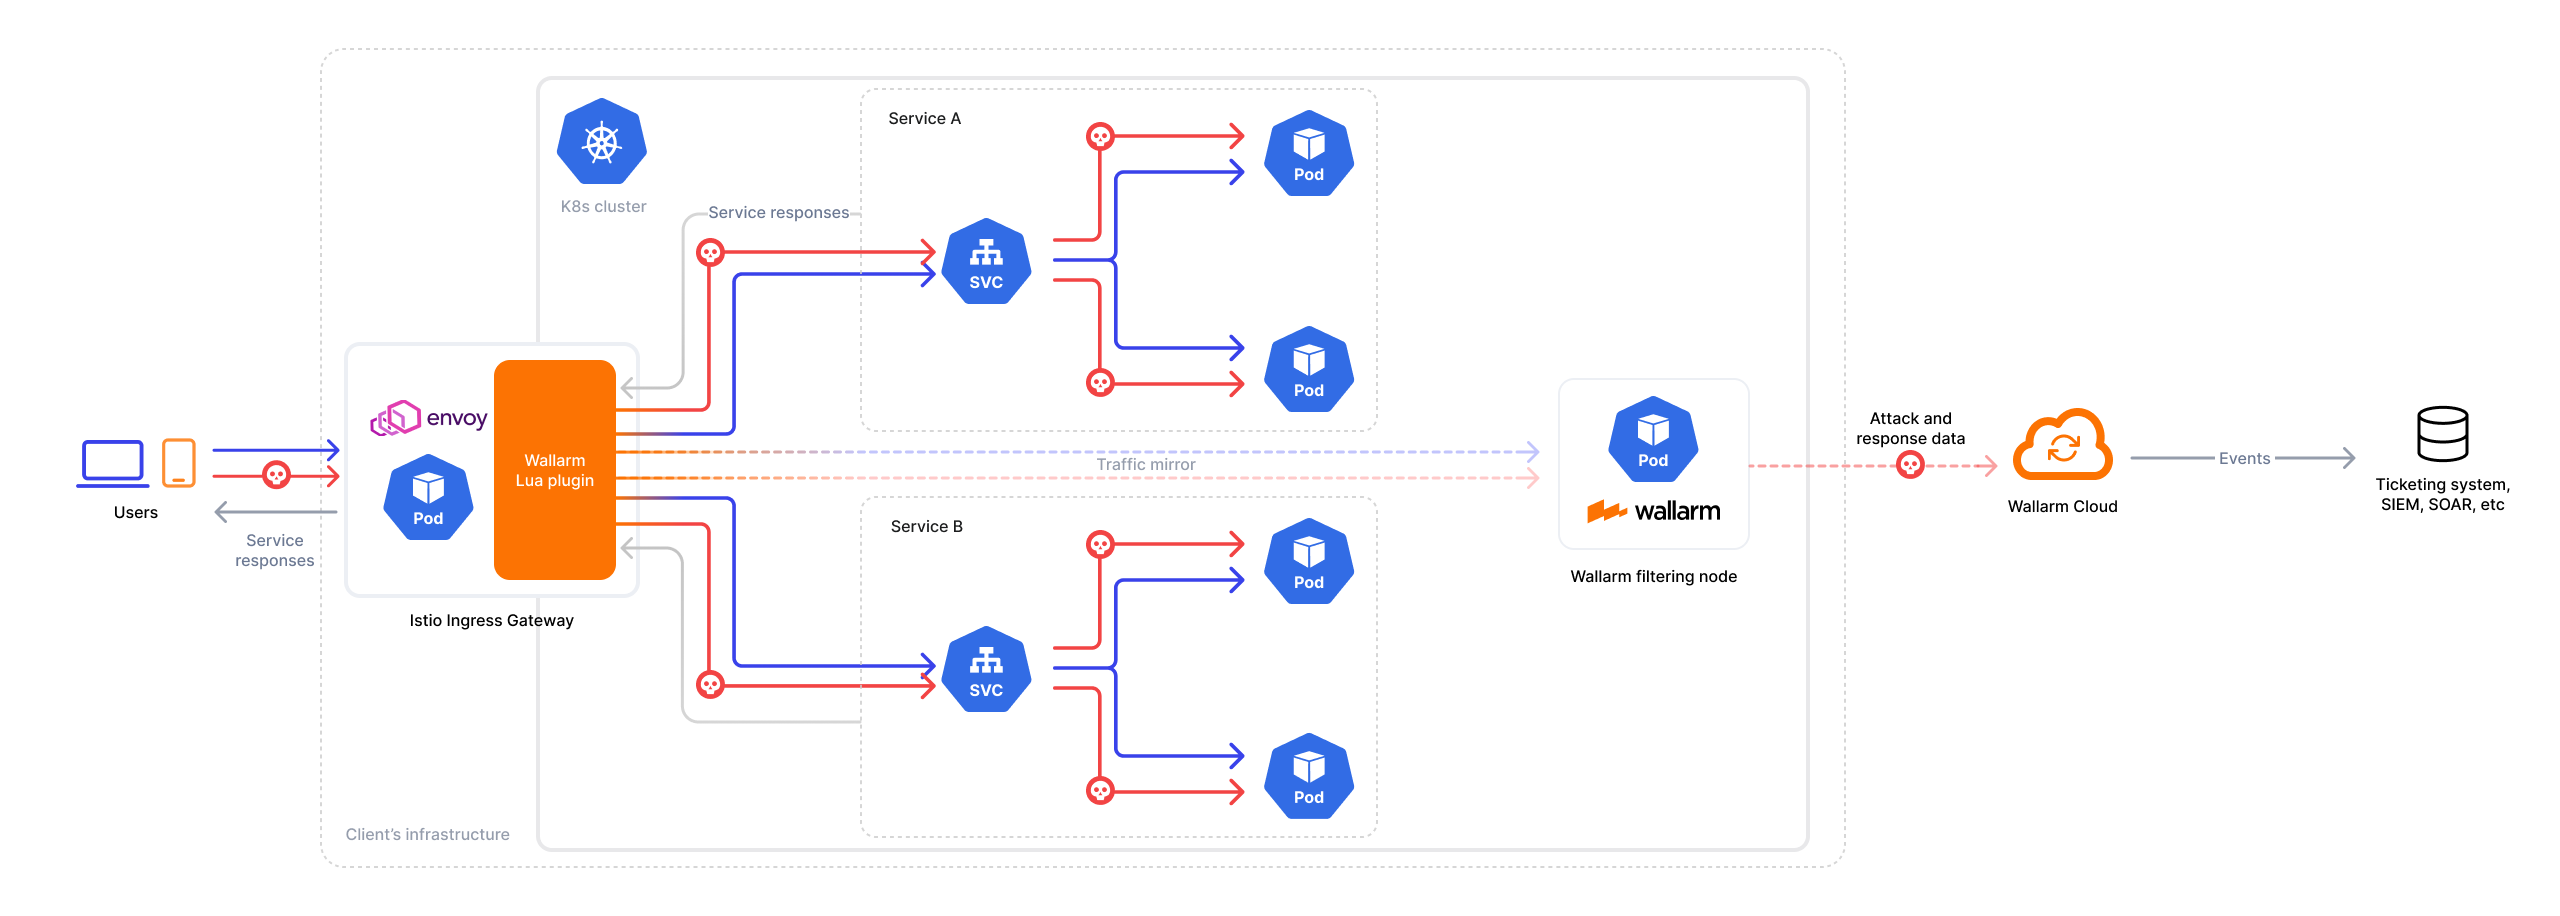 Service A
Pod
K8s cluster
Service responses
SVC
Pod
envoy
Pod
Wallarm
Lua plugin
Users
Service
responses
Istio Ingress Gateway
Traffic mirror
Pod
wallarm
Wallarm filtering node
Attack and
response data
Wallarm Cloud
Events
Ticketing system,
SIEM, SOAR, etc
Service B
Pod
SVC
Pod
Client’s infrastructure